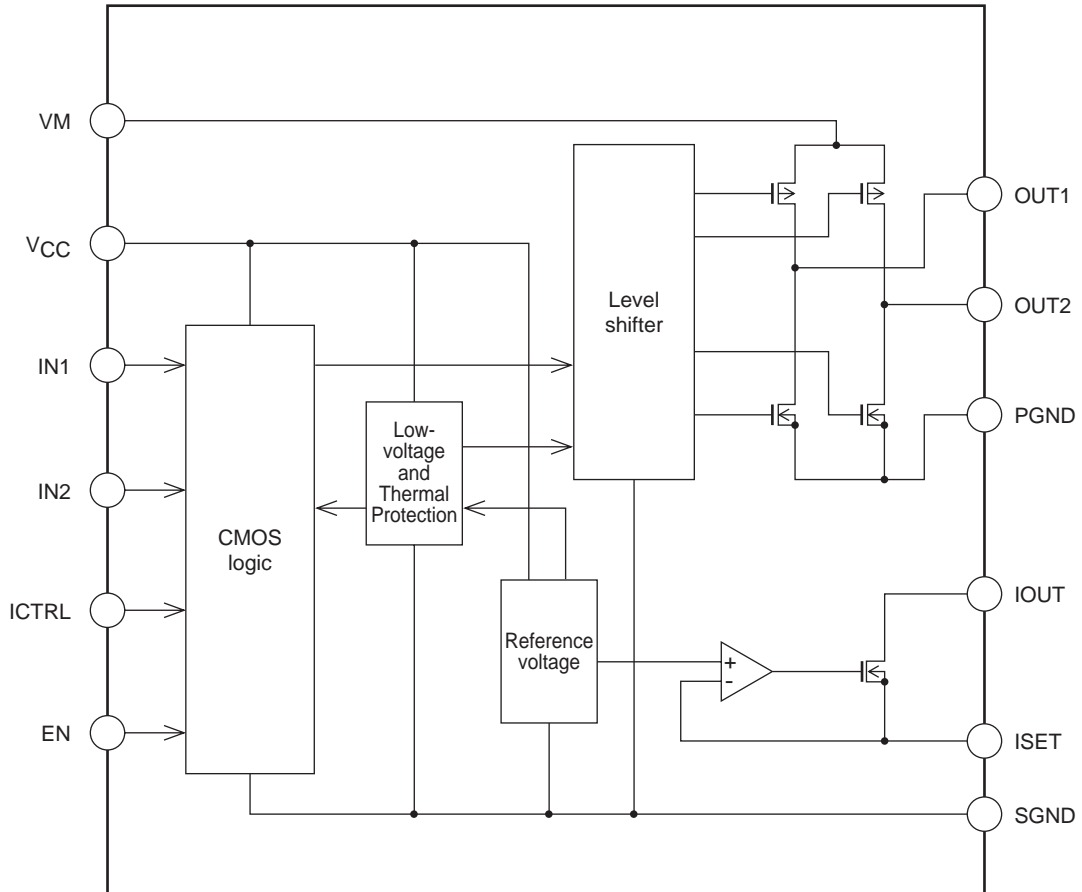 VM
VCC
IN1
IN2
ICTRL
EN
CMOS
logic
Low-
voltage
and
Thermal
Protection
Reference
voltage
Level
shifter
+
-
OUT1
OUT2
PGND
IOUT
ISET
SGND